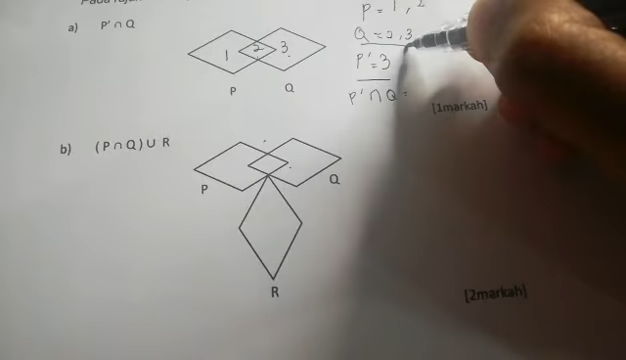 P = 1, 2
a) P' ∩ Q
1 2 3
Q = 2, 3
P' = 3
P Q
P' ∩ Q =
[1markah]
b) (P ∩ Q) ∪ R
P Q
R
[2markah]